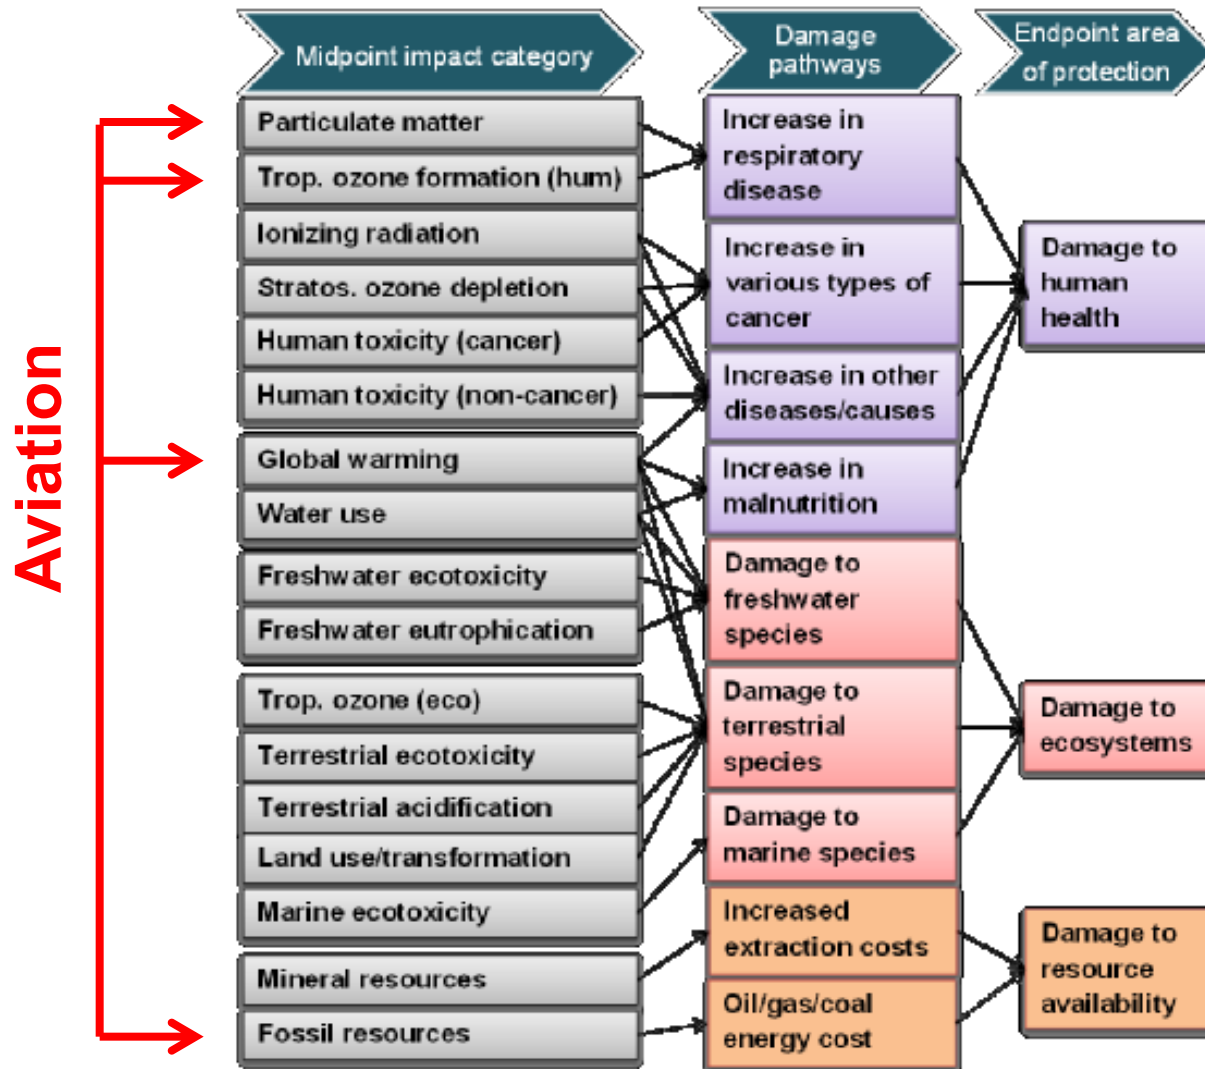 Midpoint impact category
Damage
pathways
Endpoint area
of protection
Aviation
Particulate matter
Trop. ozone formation (hum)
Ionizing radiation
Stratos. ozone depletion
Human toxicity (cancer)
Human toxicity (non-cancer)
Global warming
Water use
Freshwater ecotoxicity
Freshwater eutrophication
Trop. ozone (eco)
Terrestrial ecotoxicity
Terrestrial acidification
Land use/transformation
Marine ecotoxicity
Mineral resources
Fossil resources
Increase in
respiratory
disease
Increase in
various types of
cancer
Increase in other
diseases/causes
Increase in
malnutrition
Damage to
freshwater
species
Damage to
terrestrial
species
Damage to
marine species
Increased
extraction costs
Oil/gas/coal
energy cost
Damage to
human
health
Damage to
ecosystems
Damage to
resource
availability